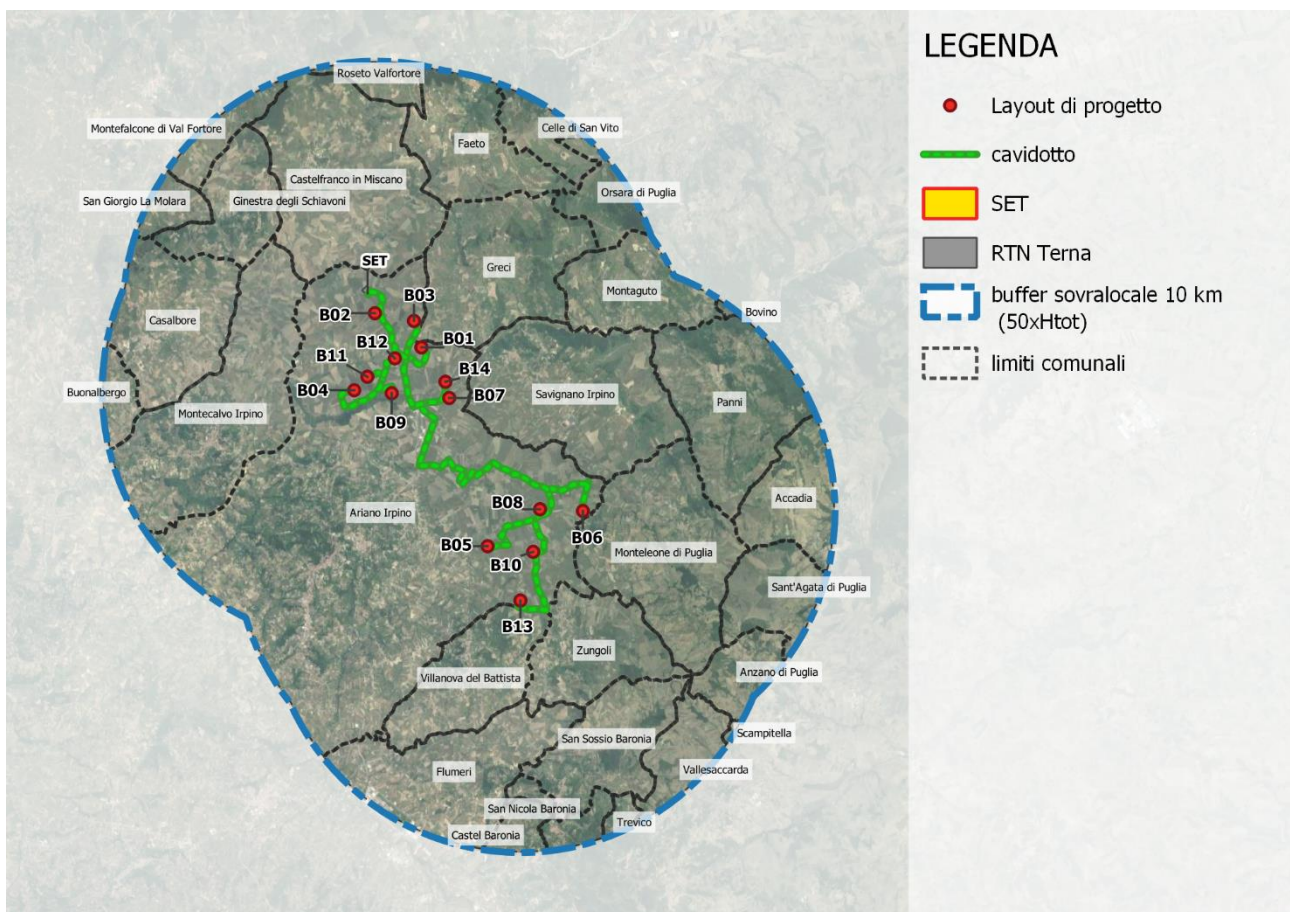 LEGENDA
Layout di progetto
cavidotto
SET
RTN Terna
buffer sovralocale 10 km
(50xHtot)
limiti comunali
Roseto Valfortore
Montefalcone di Val Fortore
Celle di San Vito
Faeto
Castelfranco in Miscano
Orsara di Puglia
San Giorgio La Molara
Ginestra degli Schiavoni
SET
Greci
Montaguto
B03
B02
Bovino
Casalbore
B01
B12
B11
B14
B04
Buonalbergo
Savignano Irpino
Panni
B07
Montecalvo Irpino
B09
Accadia
B08
Ariano Irpino
B06
B05
Monteleone di Puglia
B10
Sant'Agata di Puglia
B13
Zungoli
Anzano di Puglia
Villanova del Battista
Scampitella
San Sossio Baronia
Flumeri
Vallesaccarda
San Nicola Baronia
Trevico
Castel Baronia